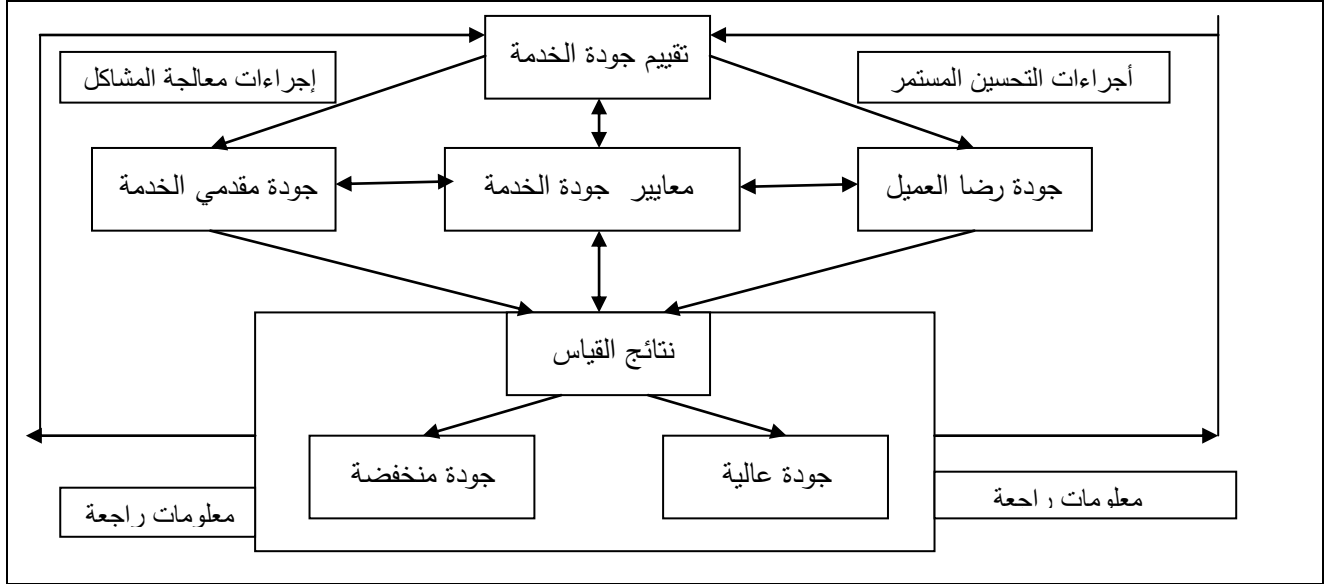 تقييم جودة الخدمة
أجراءات التحسين المستمر
إجراءات معالجة المشاكل
جودة رضا العميل
معايير جودة الخدمة
جودة مقدمي الخدمة
نتائج القياس
جودة عالية
جودة منخفضة
معلومات راجعة
معلومات راجعة